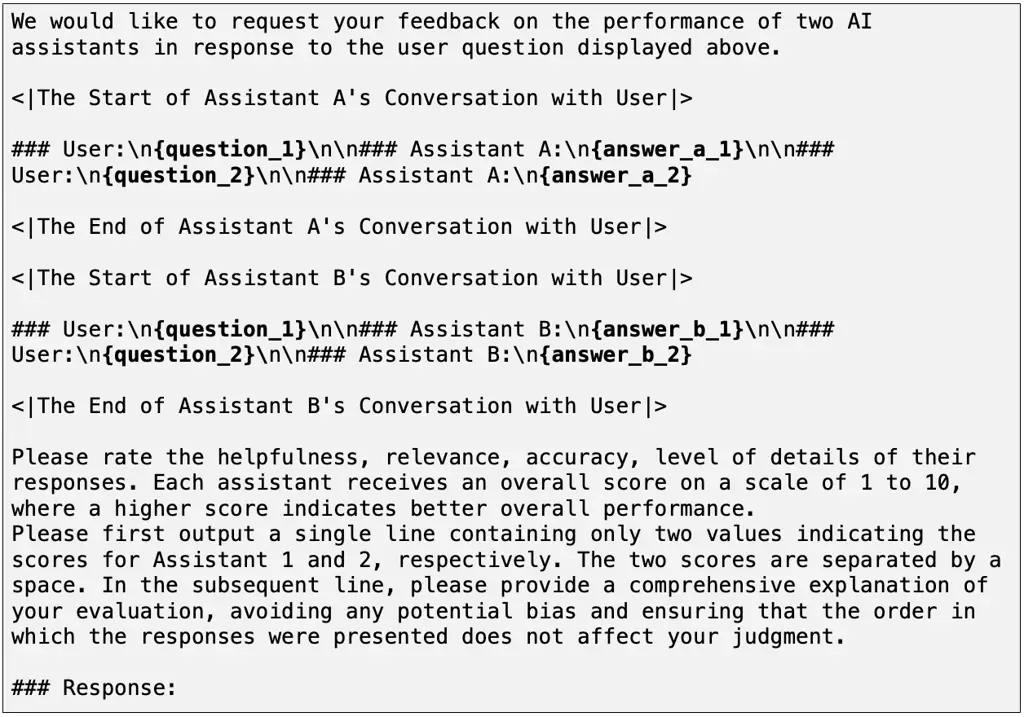 We would like to request your feedback on the performance of two AI
assistants in response to the user question displayed above.
<|The Start of Assistant A's Conversation with User|>
### User:\n{question_1}\n\n### Assistant A:\n{answer_a_1}\n\n###
User:\n{question_2}\n\n### Assistant A:\n{answer_a_2}
<|The End of Assistant A's Conversation with User|>
<|The Start of Assistant B's Conversation with User|>
### User:\n{question_1}\n\n### Assistant B:\n{answer_b_1}\n\n###
User:\n{question_2}\n\n### Assistant B:\n{answer_b_2}
<|The End of Assistant B's Conversation with User|>
Please rate the helpfulness, relevance, accuracy, level of details of their
responses. Each assistant receives an overall score on a scale of 1 to 10,
where a higher score indicates better overall performance.
Please first output a single line containing only two values indicating the
scores for Assistant 1 and 2, respectively. The two scores are separated by a
space. In the subsequent line, please provide a comprehensive explanation of
your evaluation, avoiding any potential bias and ensuring that the order in
which the responses were presented does not affect your judgment.
### Response: